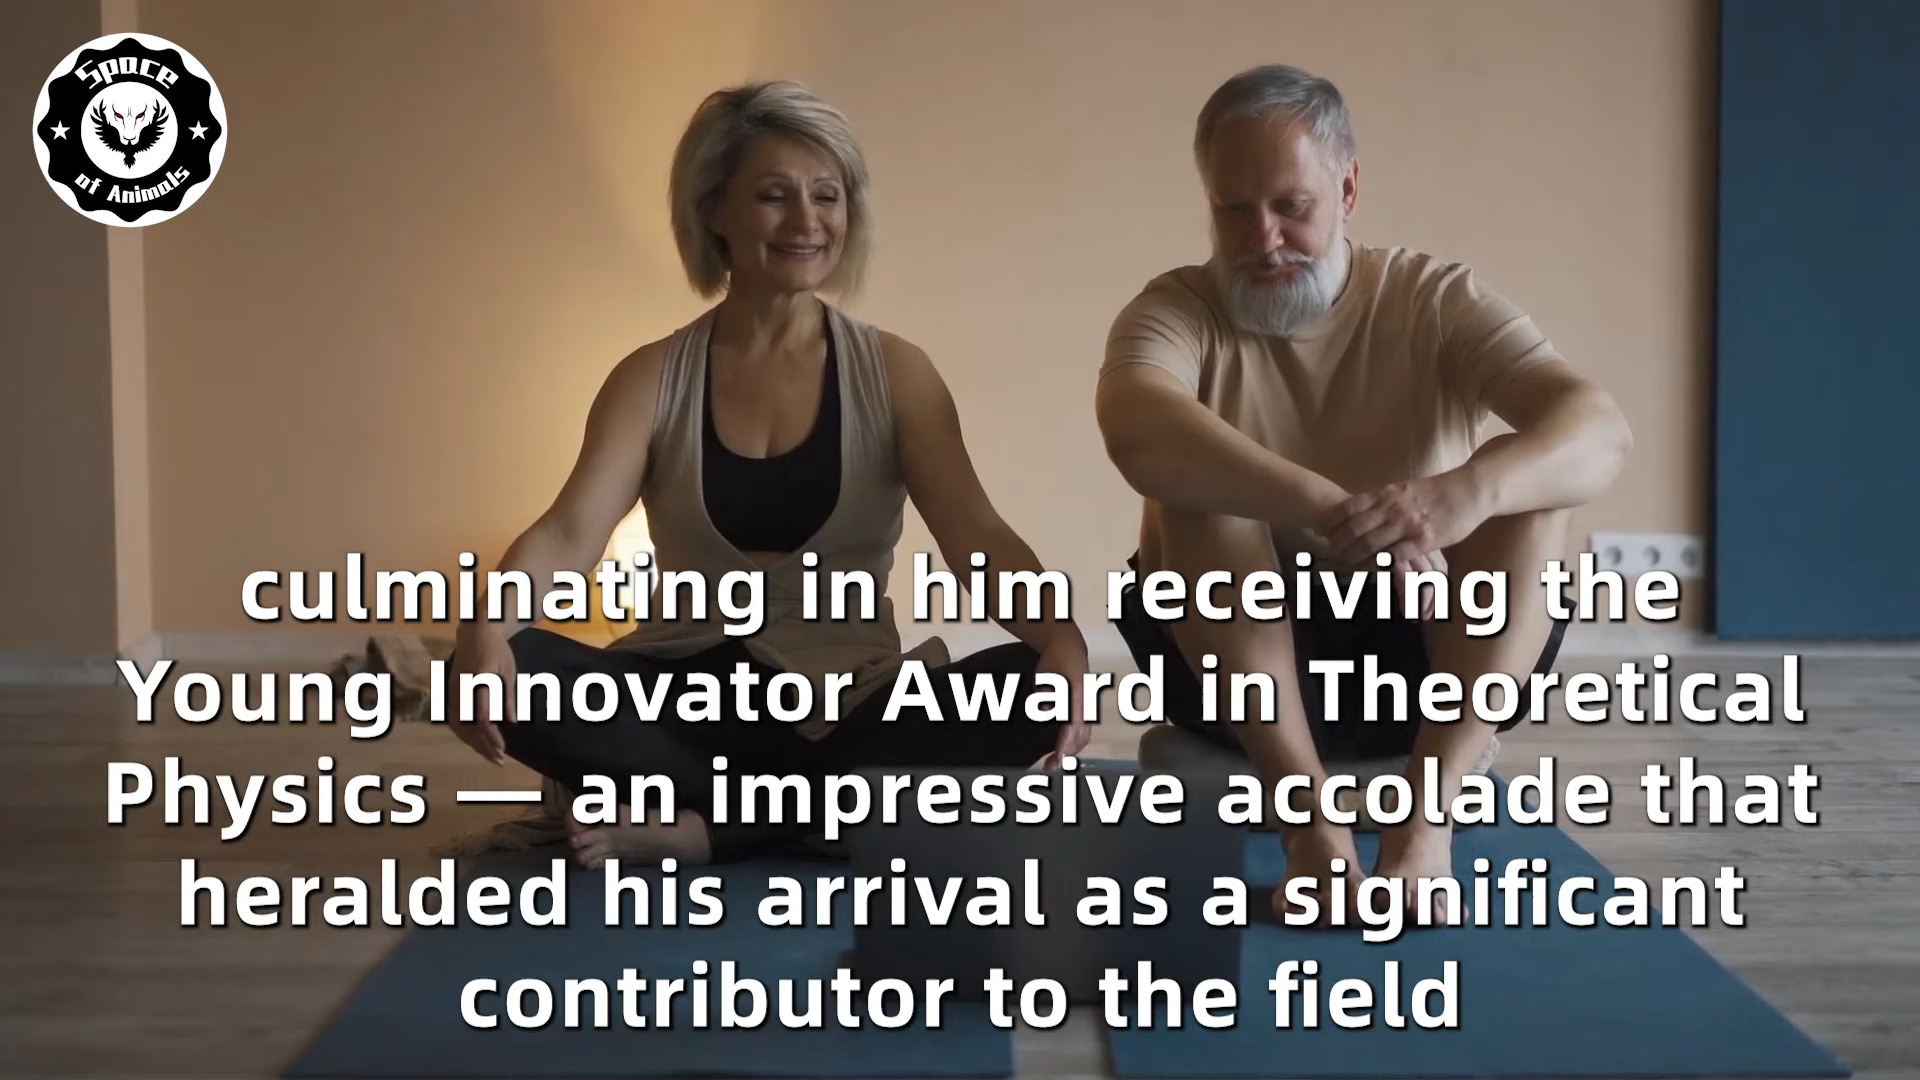 Space
of Animals
culminating in him receiving the
Young Innovator Award in Theoretical
Physics — an impressive accolade that
heralded his arrival as a significant
contributor to the field